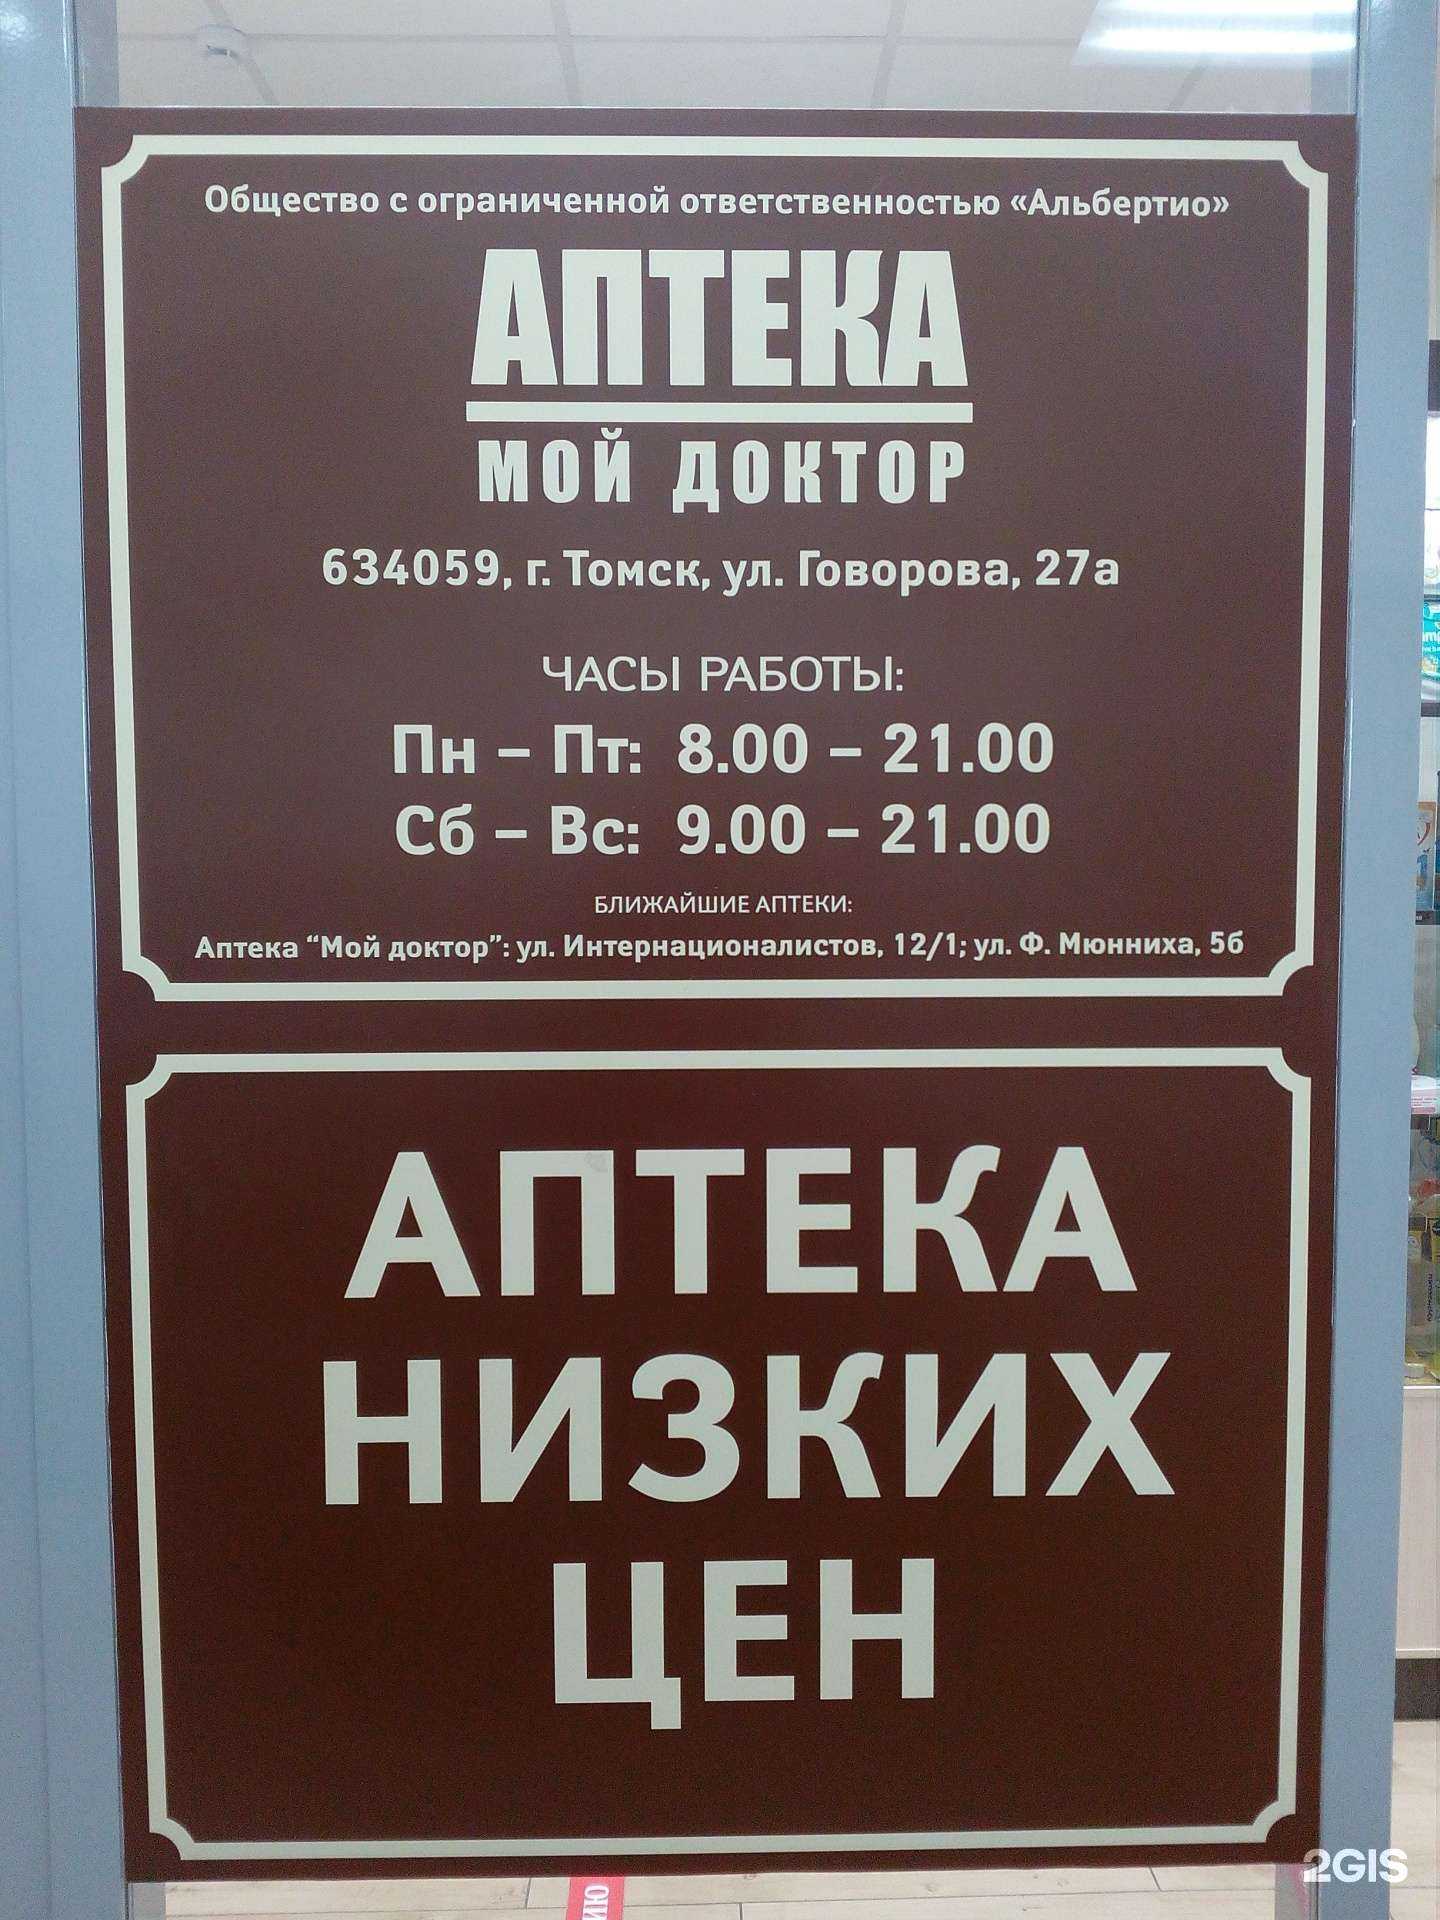 Общество с ограниченной ответственностью «Альбертио»
АПТЕКА
МОЙ ДОКТОР
634059, г. Томск, ул. Говорова, 27а
ЧАСЫ РАБОТЫ:
Пн – Пт: 8.00 – 21.00
Сб – Вс: 9.00 – 21.00
БЛИЖАЙШИЕ АПТЕКИ:
Аптека “Мой доктор”: ул. Интернационалистов, 12/1; ул. Ф. Мюнниха, 5б
АПТЕКА
НИЗКИХ
ЦЕН
2GIS